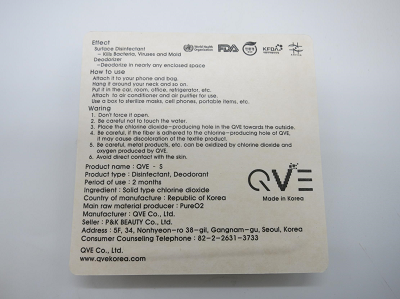 Effect
Surface Disinfectant
- Kills Bacteria, Viruses and Mold
Deodorizer
-Deodorize in nearly any enclosed space
World Health Organization
FDA
KFDA
How to use
Attach it to your phone and bag.
Hang it around your neck and so on.
Put it in the car, room, office, refrigerator, etc.
Attach to air conditioner and air purifier for use.
Use a box to sterilize masks, cell phones, portable items, etc.
Waring
1. Don't force it open.
2. Be careful not to touch the water.
3. Place the chlorine dioxide-producing hole in the QVE towards the outside.
4. Be careful, if the fiber is adhered to the chlorine-producing hole of QVE,
it may cause discoloration of the textile product.
5. Be careful, metal products, etc. can be oxidized by chlorine dioxide and
oxygen produced by QVE.
6. Avoid direct contact with the skin.
Product name : QVE - S
Product type : Disinfectant, Deodorant
Period of use : 2 months
Ingredient : Solid type chlorine dioxide
Country of manufacture : Republic of Korea
Main raw material producer : PureO2
Manufacturer : QVE Co., Ltd.
Seller : P&K BEAUTY Co., Ltd.
Address : 5F, 34, Nonhyeon-ro 38-gil, Gangnam-gu, Seoul, Korea
Consumer Counseling Telephone : 82-2-2631-3733
QVE Co., Ltd.
www.qvekorea.com
QVE
Made in Korea